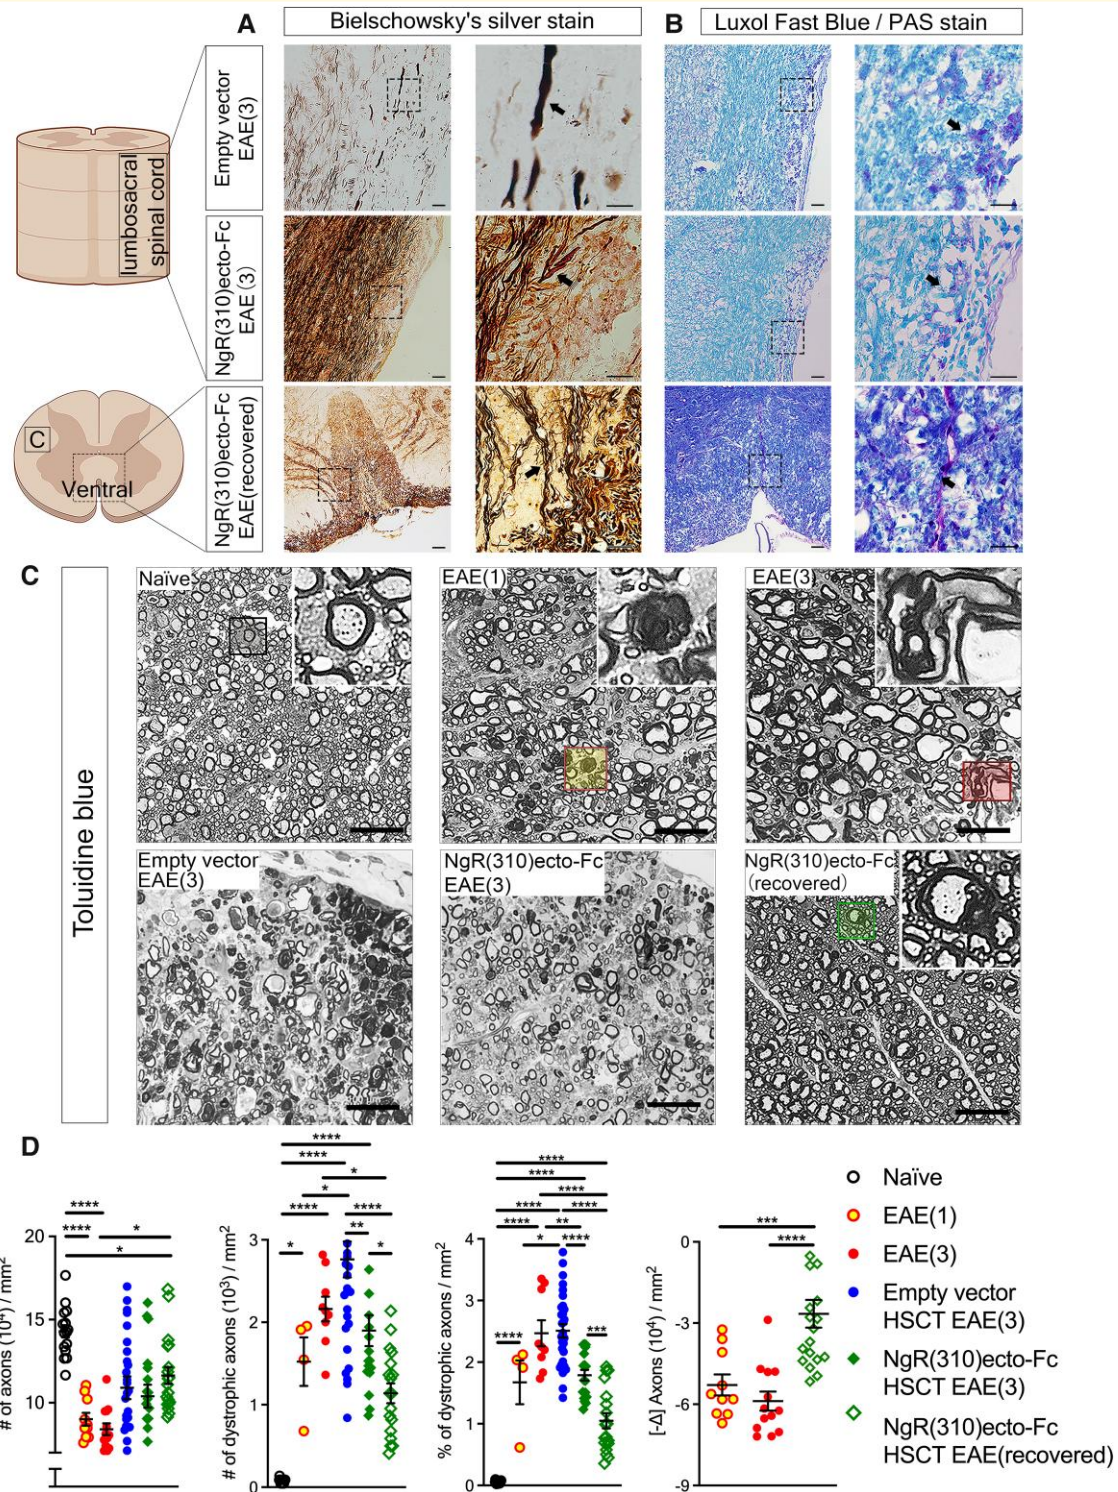 A
Bielschowsky's silver stain
B
Luxol Fast Blue / PAS stain
lumbosacral
spinal cord
Empty vector
EAE(3)
NgR(310)ecto-Fc
EAE (3)
NgR(310)ecto-Fc
EAE(recovered)
C
Ventral
C
Toluidine blue
Naïve
EAE(1)
EAE(3)
Empty vector
EAE(3)
NgR(310)ecto-Fc
EAE(3)
NgR(310)ecto-Fc
(recovered)
D
# of axons (10⁴) / mm²
20
15
10
**** 
****
*
*
# of dystrophic axons (10³) / mm²
3
2
1
0
****
****
*
*
****
****
**
*
*
% of dystrophic axons / mm²
4
3
2
1
0
****
****
****
****
****
****
**
*
****
****
***
[-Δ] Axons (10⁴) / mm²
0
-3
-6
-9
***
****
Naïve
EAE(1)
EAE(3)
Empty vector
HSCT EAE(3)
NgR(310)ecto-Fc
HSCT EAE(3)
NgR(310)ecto-Fc
HSCT EAE(recovered)